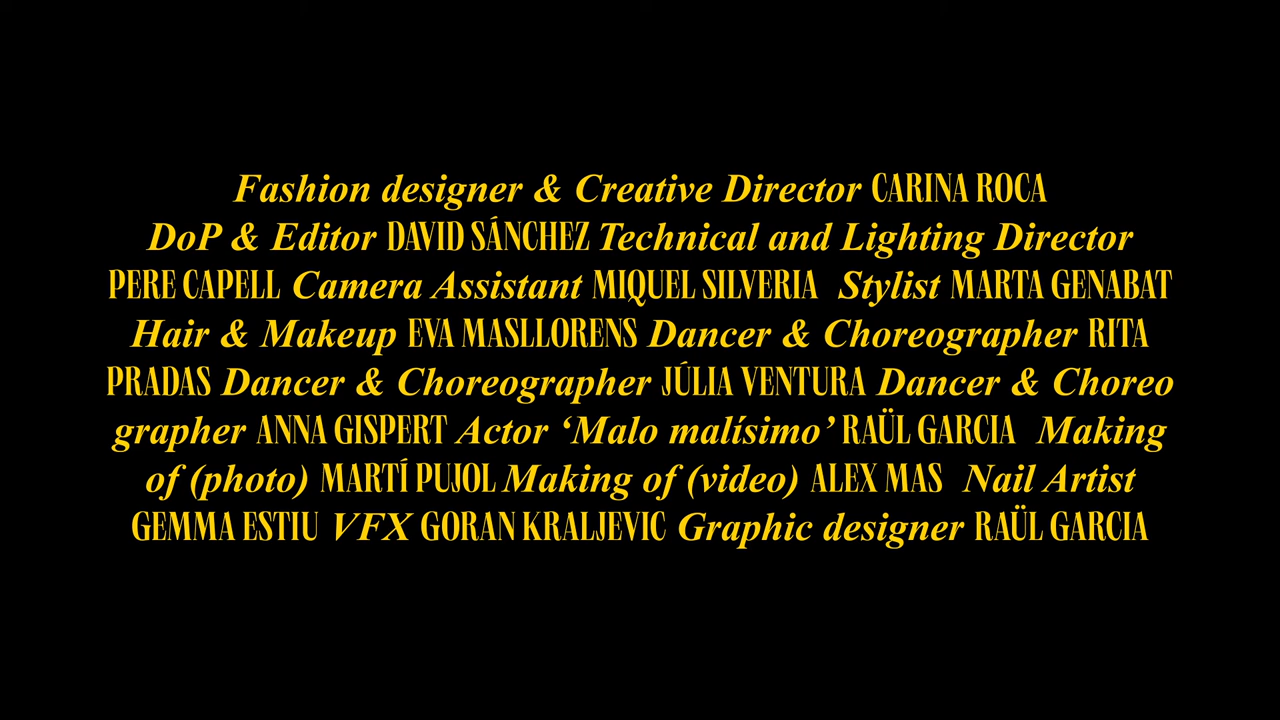 Fashion designer & Creative Director CARINA ROCA
DoP & Editor DAVID SÁNCHEZ Technical and Lighting Director
PERE CAPELL Camera Assistant MIQUEL SILVERIA Stylist MARTA GENABAT
Hair & Makeup EVA MASLLORENS Dancer & Choreographer RITA
PRADAS Dancer & Choreographer JÚLIA VENTURA Dancer & Choreo
grapher ANNA GISPERT Actor ‘Malo malísimo’ RAÜL GARCIA Making
of (photo) MARTÍ PUJOL Making of (video) ALEX MAS Nail Artist
GEMMA ESTIU VFX GORAN KRALJEVIC Graphic designer RAÜL GARCIA